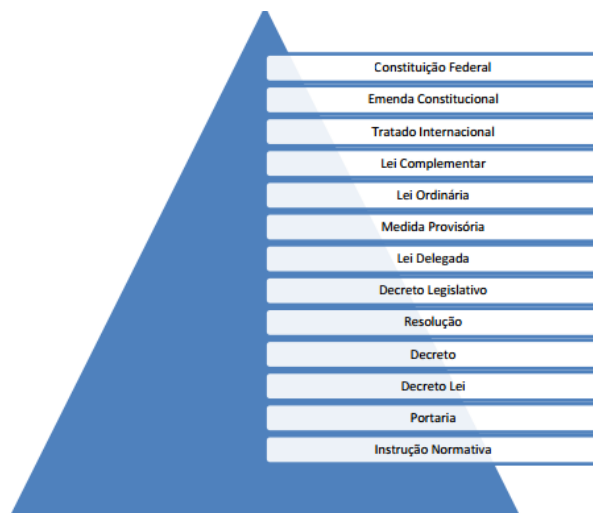 Constituição Federal
Emenda Constitucional
Tratado Internacional
Lei Complementar
Lei Ordinária
Medida Provisória
Lei Delegada
Decreto Legislativo
Resolução
Decreto
Decreto Lei
Portaria
Instrução Normativa